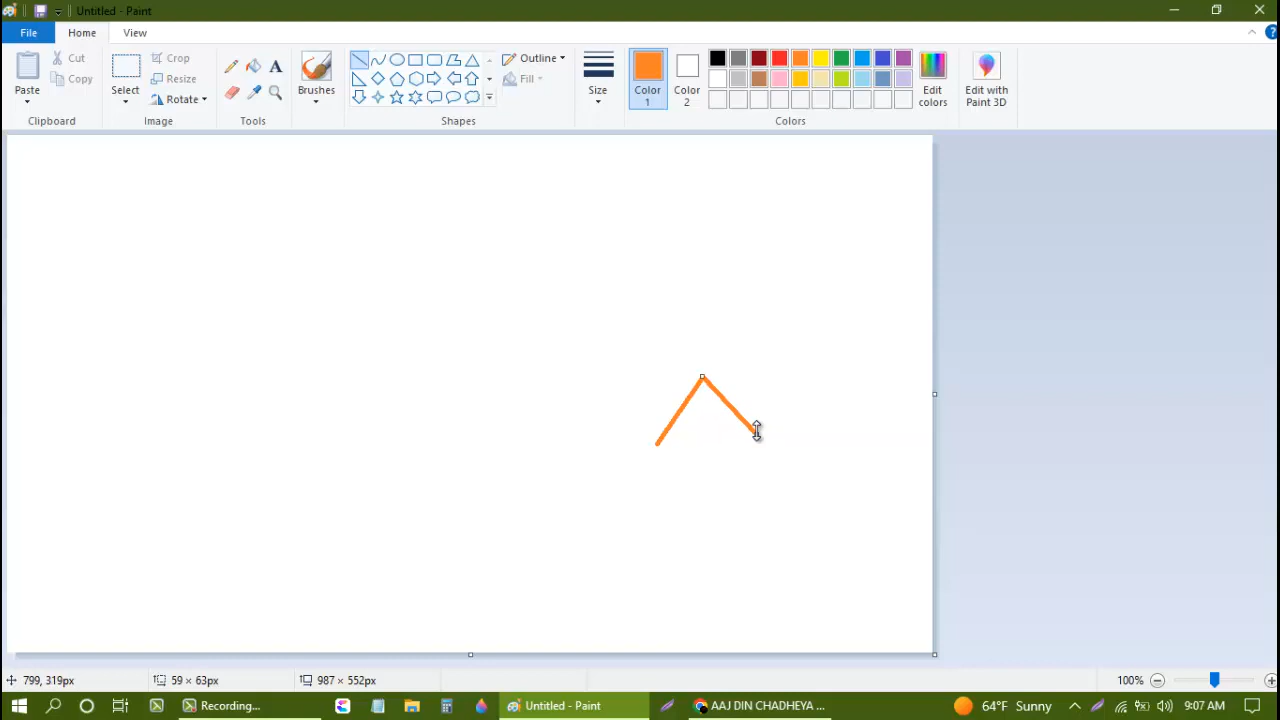 Untitled - Paint
File
Home
View
Paste
Cut
Copy
Clipboard
Select
Crop
Resize
Rotate
Image
A
Tools
Brushes
Shapes
Outline
Fill
Size
Color 1
Color 2
Edit colors
Colors
Edit with Paint 3D
799, 319px
59 × 63px
987 × 552px
100%
Recording...
Untitled - Paint
AAJ DIN CHADHEYA ...
64°F Sunny
9:07 AM